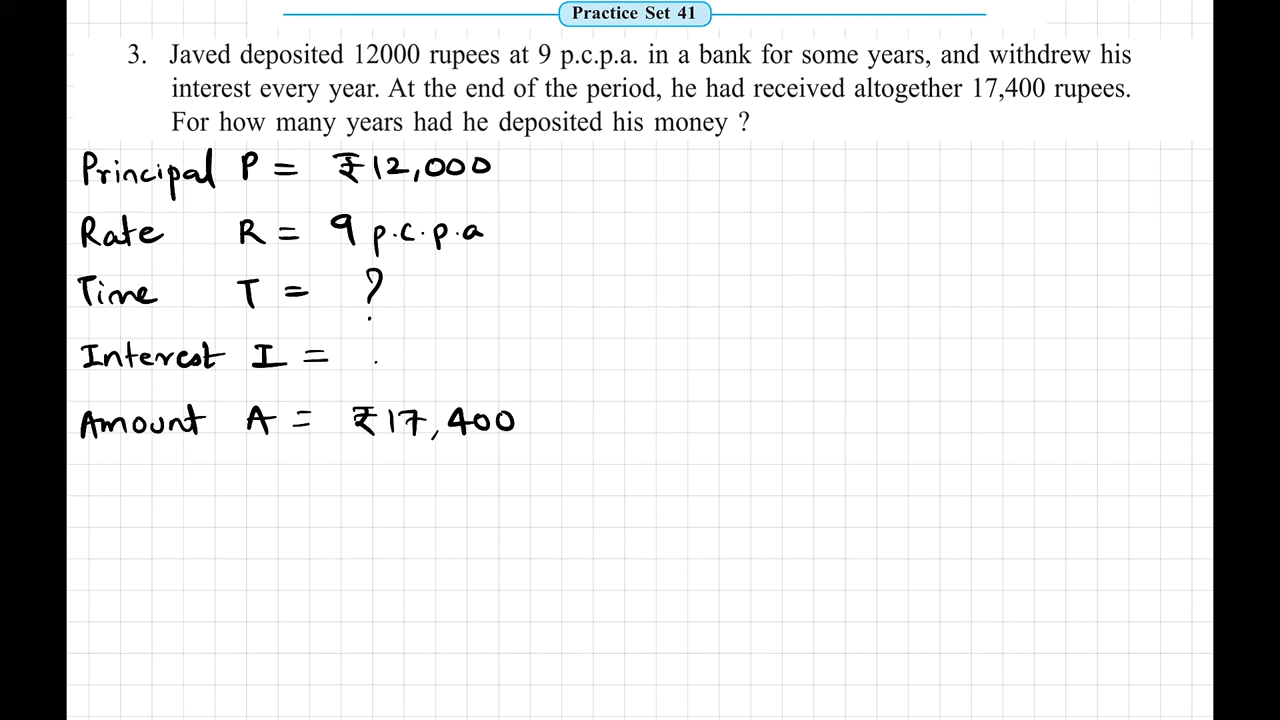 Practice Set 41
3. Javed deposited 12000 rupees at 9 p.c.p.a. in a bank for some years, and withdrew his
interest every year. At the end of the period, he had received altogether 17,400 rupees.
For how many years had he deposited his money ?
Principal P = ₹12,000
Rate R = 9 p.c.p.a
Time T = ?
Interest I =
Amount A = ₹17,400